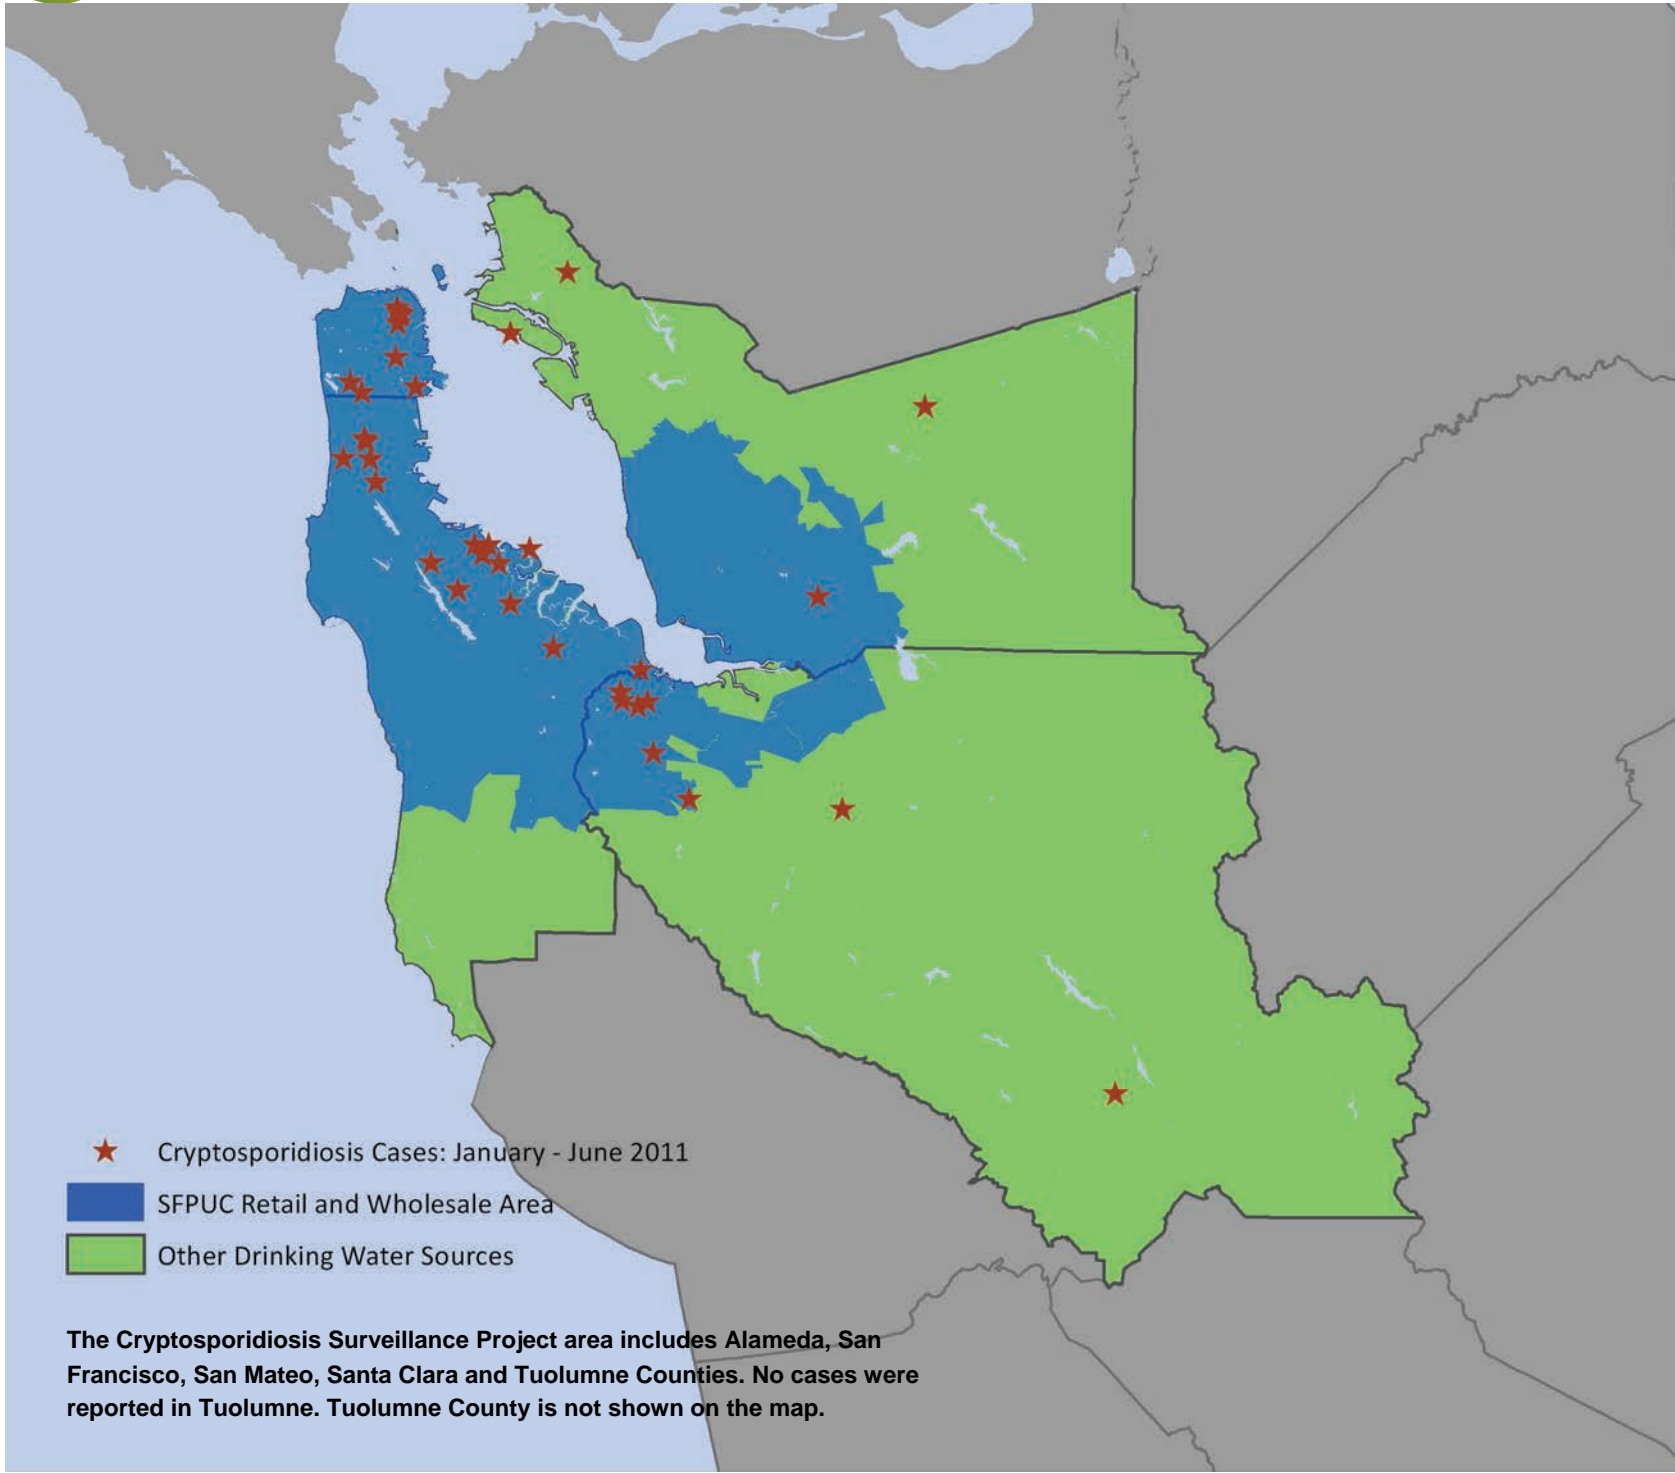 Cryptosporidiosis Cases: January - June 2011
SFPUC Retail and Wholesale Area
Other Drinking Water Sources
The Cryptosporidiosis Surveillance Project area includes Alameda, San
Francisco, San Mateo, Santa Clara and Tuolumne Counties. No cases were
reported in Tuolumne. Tuolumne County is not shown on the map.